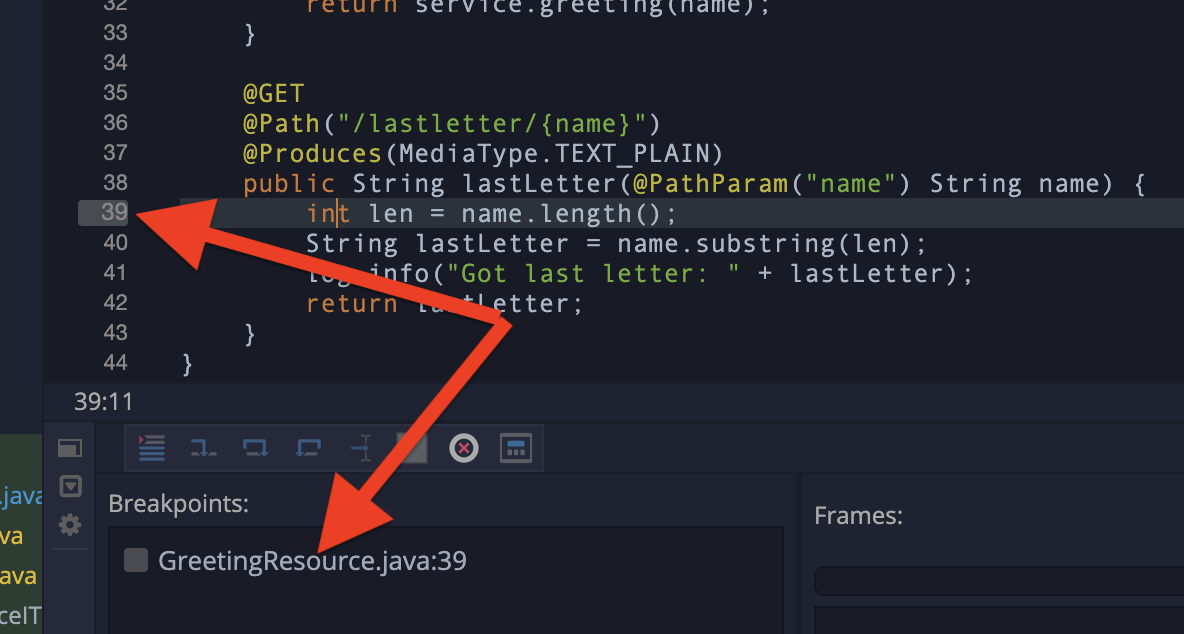 32 return service.greeting(name);
33 }
34
35 @GET
36 @Path("/lastletter/{name}")
37 @Produces(MediaType.TEXT_PLAIN)
38 public String lastLetter(@PathParam("name") String name) {
39 int len = name.length();
40 String lastLetter = name.substring(len);
41 log.info("Got last letter: " + lastLetter);
42 return lastLetter;
43 }
44 }
39:11
.java
va
ava
ceIT
Breakpoints:
Frames:
GreetingResource.java:39